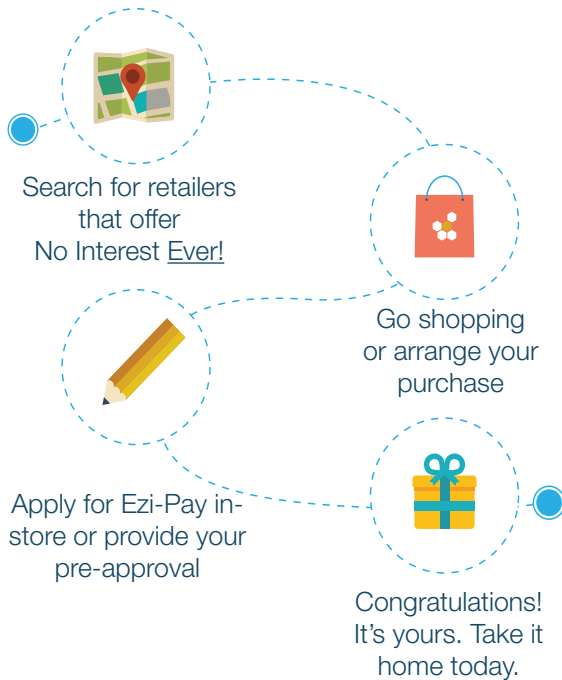 Search for retailers
that offer
No Interest Ever!
Go shopping
or arrange your
purchase
Apply for Ezi-Pay in-
store or provide your
pre-approval
Congratulations!
It's yours. Take it
home today.